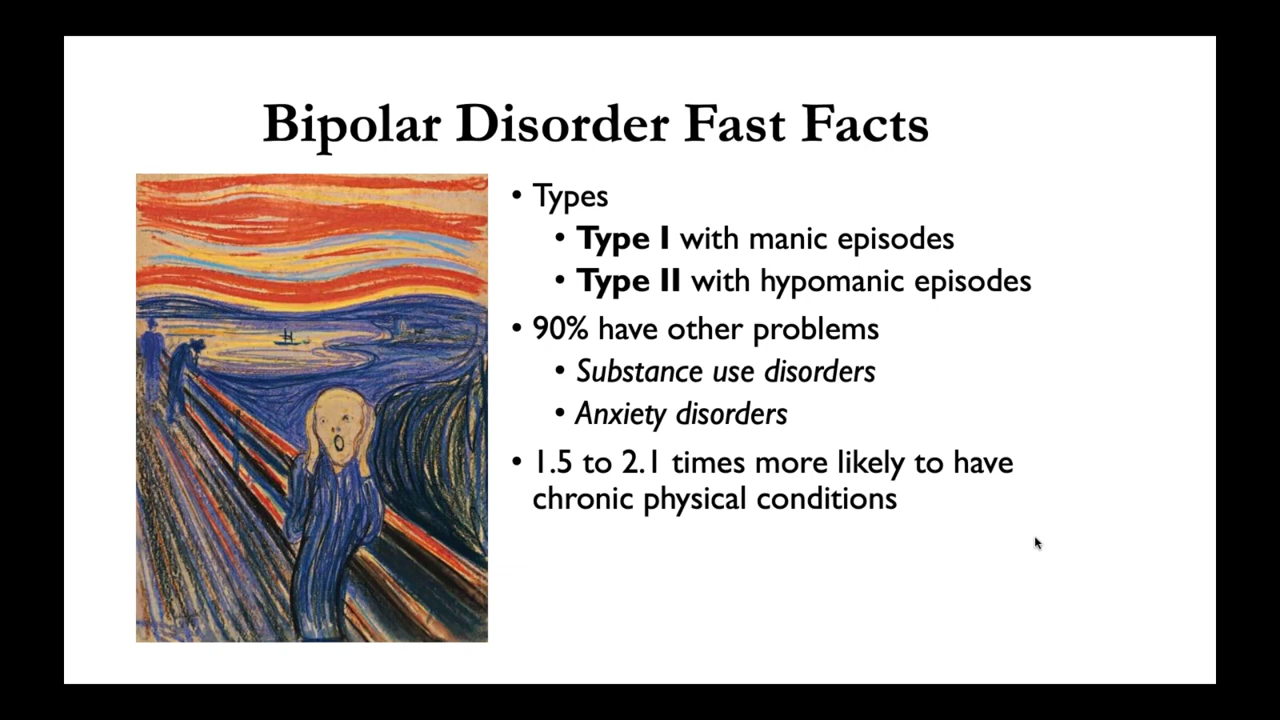 Bipolar Disorder Fast Facts
• Types
• Type I with manic episodes
• Type II with hypomanic episodes
• 90% have other problems
• Substance use disorders
• Anxiety disorders
• 1.5 to 2.1 times more likely to have
chronic physical conditions